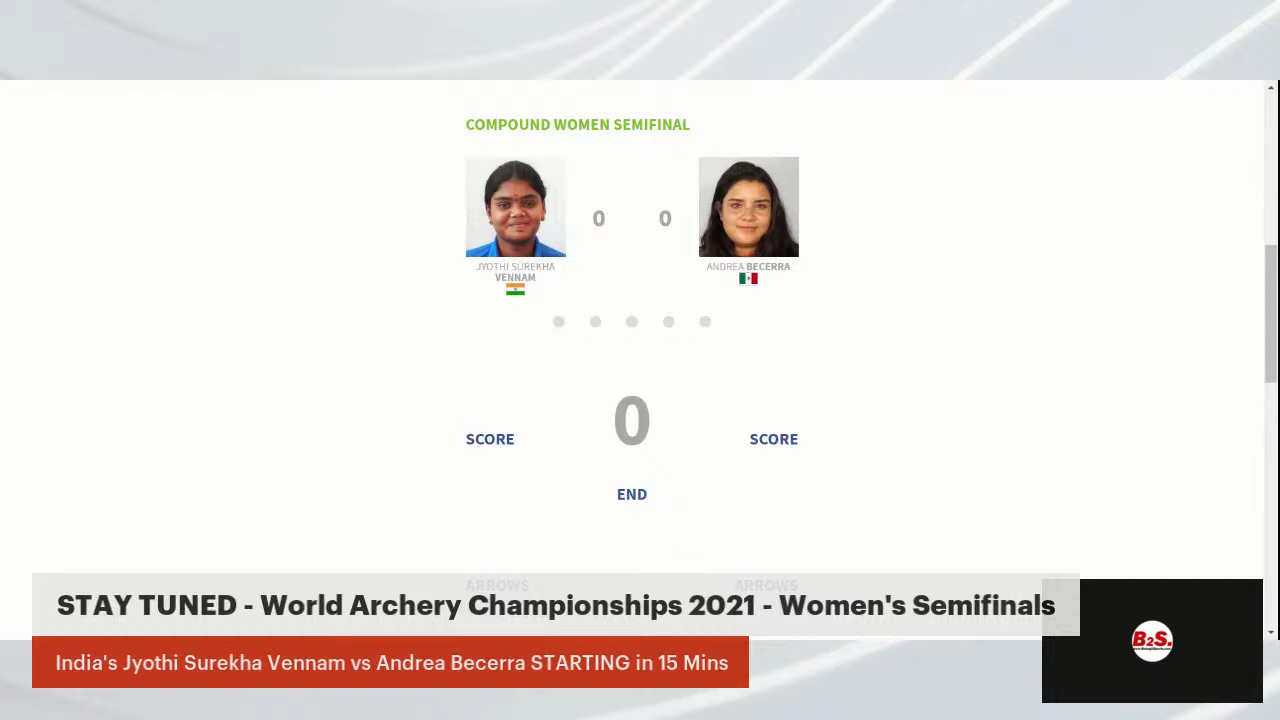 COMPOUND WOMEN SEMIFINAL
0 0
JYOTHI SUREKHA
VENNAM
ANDREA BECERRA
0
SCORE SCORE
END
ARROWS ARROWS
STAY TUNED - World Archery Championships 2021 - Women's Semifinals
India's Jyothi Surekha Vennam vs Andrea Becerra STARTING in 15 Mins
B2S.